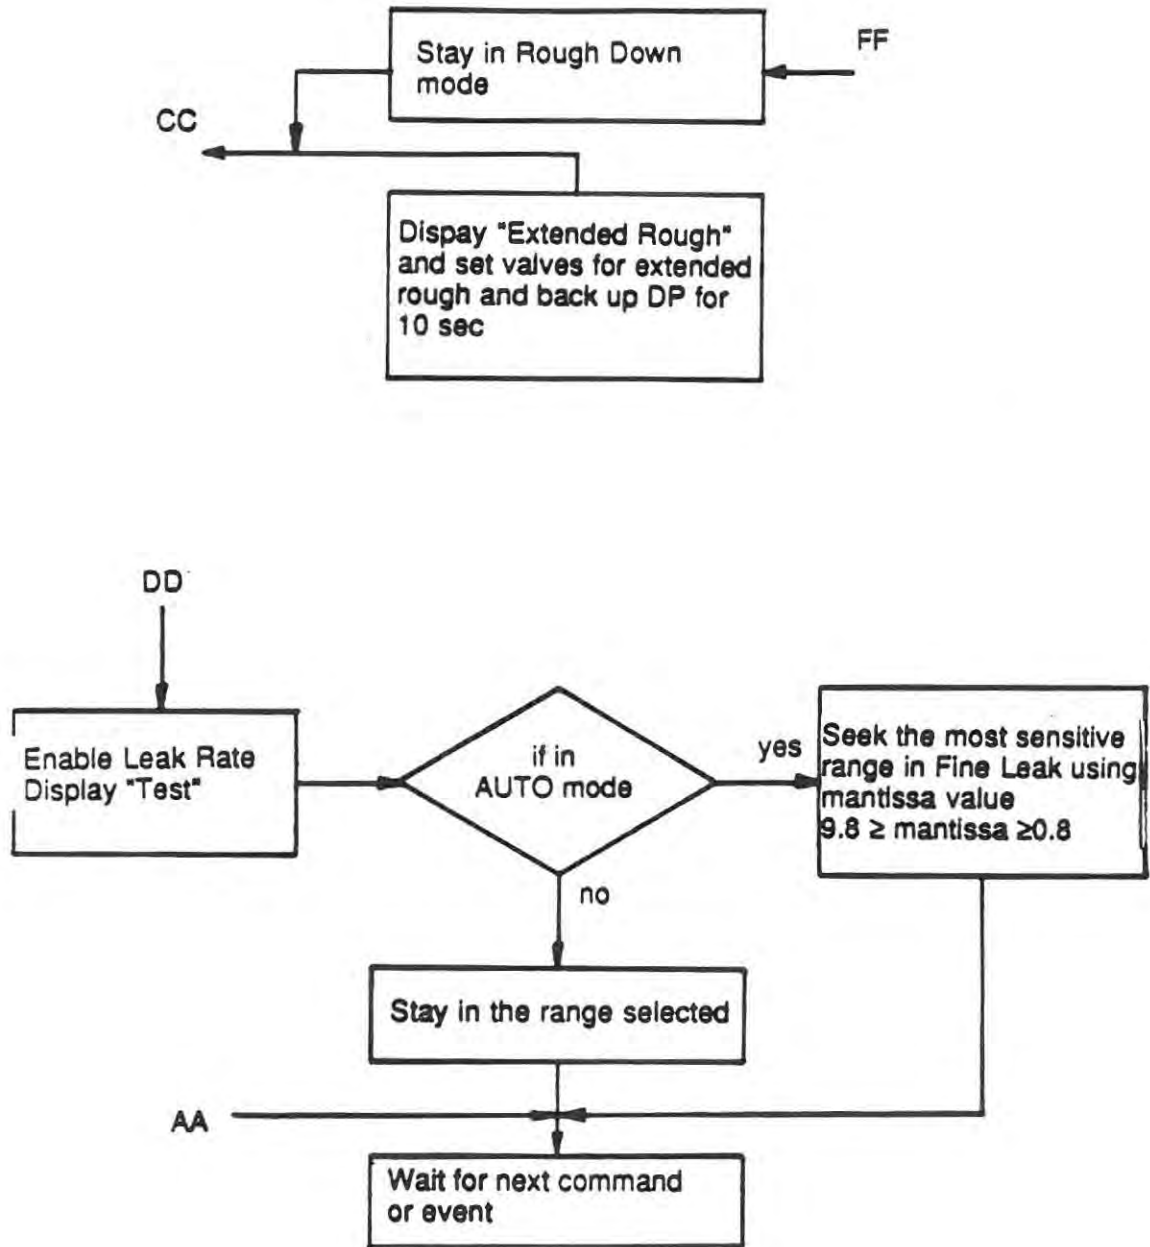 Stay in Rough Down
mode
FF
CC
Dispay "Extended Rough"
and set valves for extended
rough and back up DP for
10 sec
DD
Enable Leak Rate
Display "Test"
if in
AUTO mode
yes
Seek the most sensitive
range in Fine Leak using
mantissa value
9.8 ≥ mantissa ≥0.8
no
Stay in the range selected
AA
Wait for next command
or event